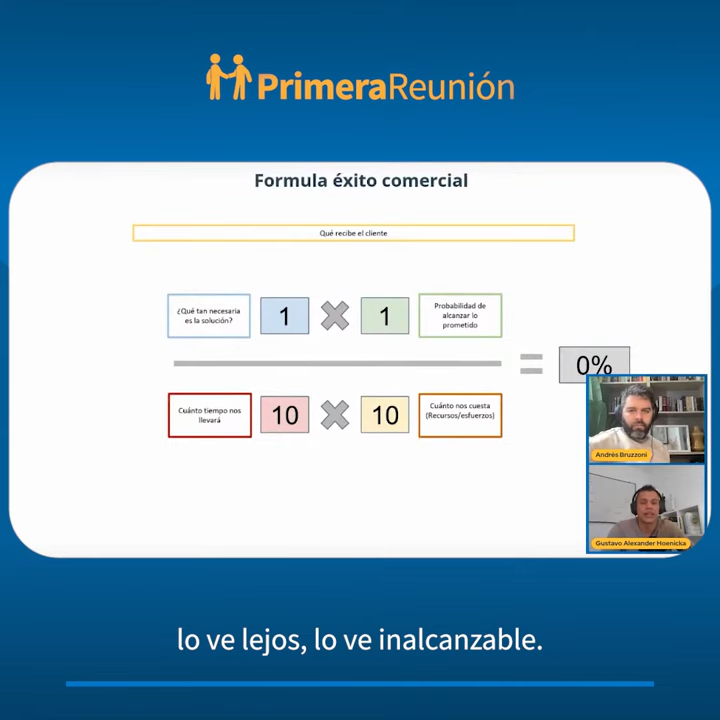 PrimeraReunión
Formula éxito comercial
Qué recibe el cliente
¿Qué tan necesaria
es la solución?
1
1
Probabilidad de
alcanzar lo
prometido
0%
Cuánto tiempo nos
llevará
10
10
Cuánto nos cuesta
(Recursos/esfuerzos)
Andrés Bruzzoni
Gustavo Alexander Hoenicka
lo ve lejos, lo ve inalcanzable.